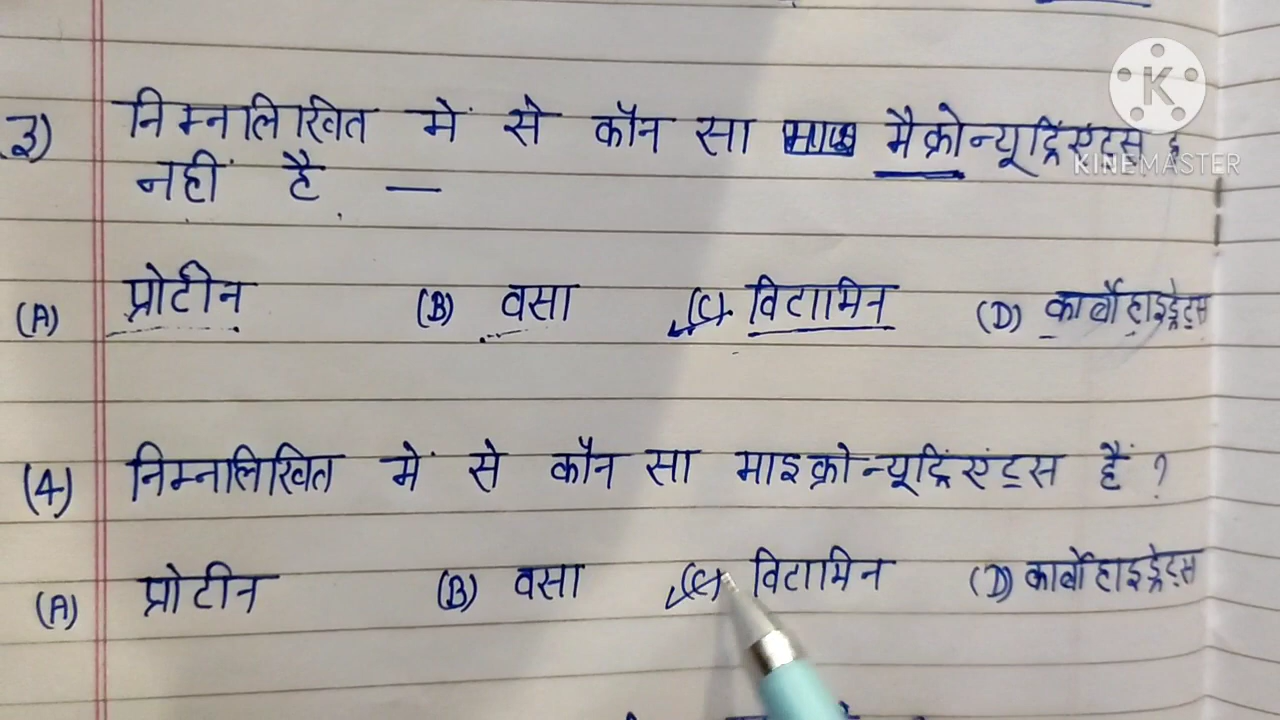 3) निम्नलिखित में से कौन सा मैक्रोन्यूट्रिएंट्स
नहीं है —
(A) प्रोटीन (B) वसा (C) विटामिन (D) कार्बोहाइड्रेट्स
(4) निम्नलिखित में से कौन सा माइक्रोन्यूट्रिएंट्स हैं ?
(A) प्रोटीन (B) वसा (C) विटामिन (D) कार्बोहाइड्रेट्स
K
KINEMASTER